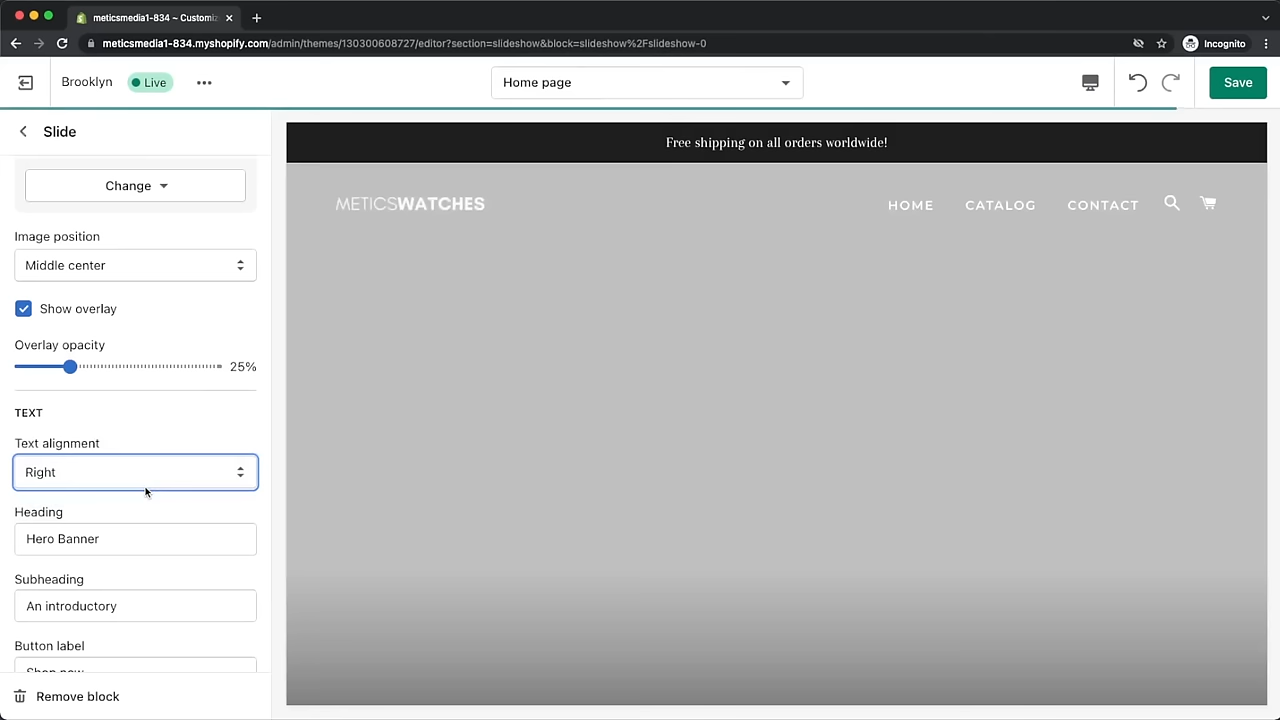 meticsmedia1-834 ~ Customiz
meticsmedia1-834.myshopify.com/admin/themes/130300608727/editor?section=slideshow&block=slideshow%2Fslideshow-0
Incognito
Brooklyn
Live
Home page
Save
Slide
Free shipping on all orders worldwide!
Change
METICSWATCHES
HOME
CATALOG
CONTACT
Image position
Middle center
Show overlay
Overlay opacity
25%
TEXT
Text alignment
Right
Heading
Hero Banner
Subheading
An introductory
Button label
Shop now
Remove block